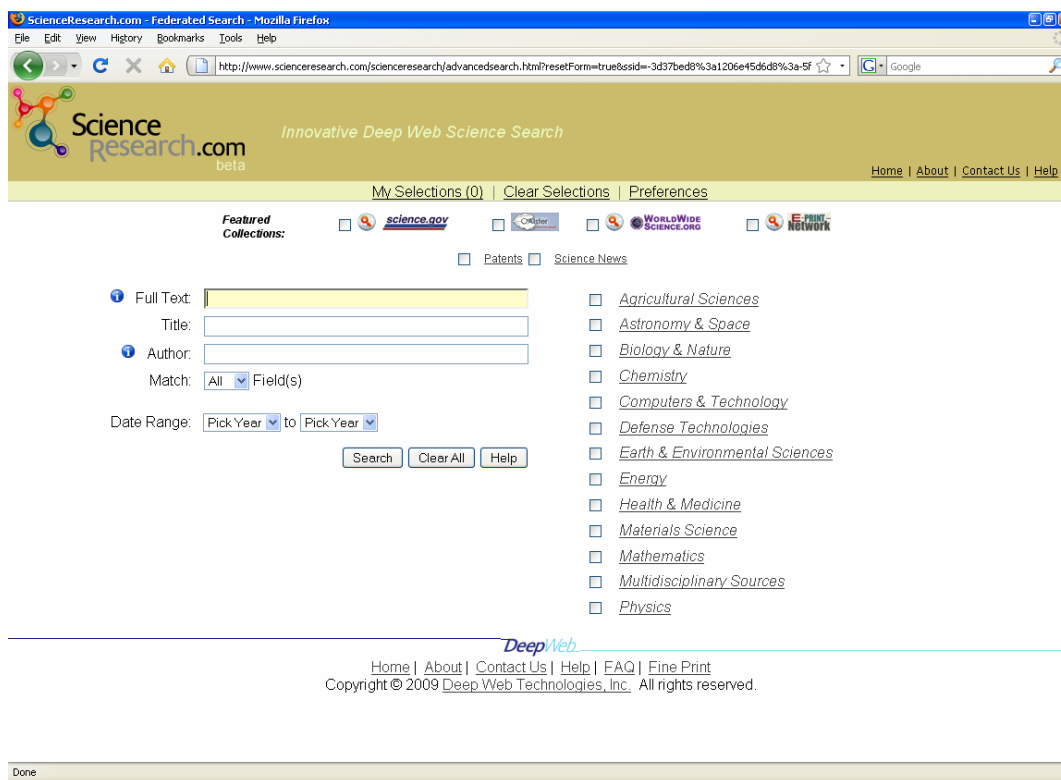 ScienceResearch.com - Federated Search - Mozilla Firefox
File Edit View History Bookmarks Tools Help
http://www.scienceresearch.com/scienceresearch/advancedsearch.html?resetForm=true&ssid=-3d37bed8%3a1206e45d6d8%3a-5f
G Google
Science
Research.com
beta
Innovative Deep Web Science Search
Home | About | Contact Us | Help
My Selections (0) | Clear Selections | Preferences
Featured Collections:
science.gov
WORLDWIDE SCIENCE.ORG
E-PRINT NETWORK
Patents Science News
Full Text:
Title:
Author:
Match: All Field(s)
Date Range: Pick Year to Pick Year
Search Clear All Help
Agricultural Sciences
Astronomy & Space
Biology & Nature
Chemistry
Computers & Technology
Defense Technologies
Earth & Environmental Sciences
Energy
Health & Medicine
Materials Science
Mathematics
Multidisciplinary Sources
Physics
DeepWeb
Home | About | Contact Us | Help | FAQ | Fine Print
Copyright © 2009 Deep Web Technologies, Inc. All rights reserved.
Done